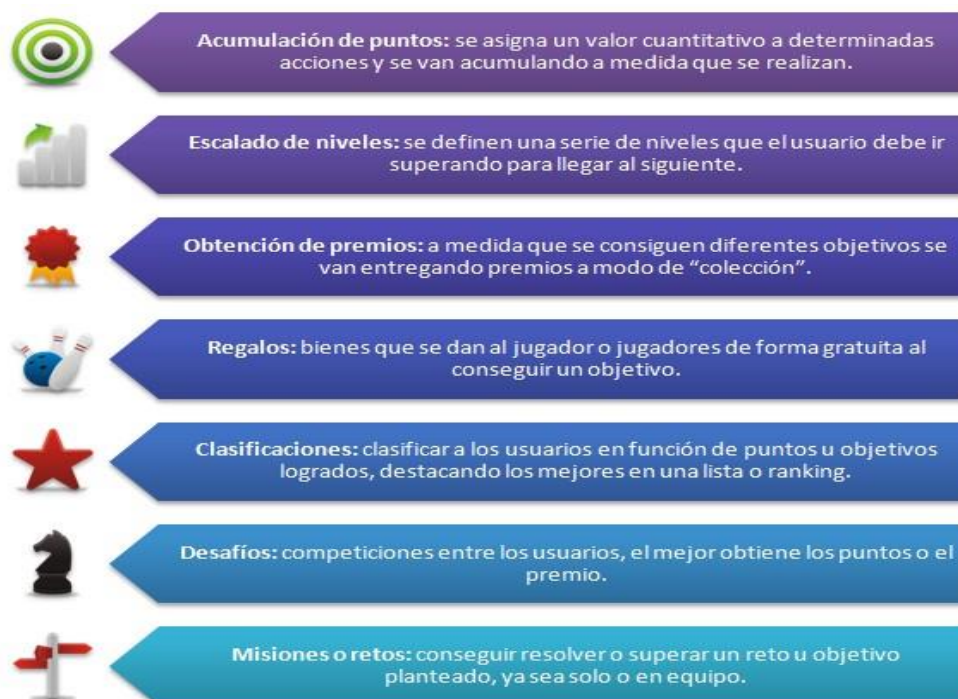 Acumulación de puntos: se asigna un valor cuantitativo a determinadas
acciones y se van acumulando a medida que se realizan.
Escalado de niveles: se definen una serie de niveles que el usuario debe ir
superando para llegar al siguiente.
Obtención de premios: a medida que se consiguen diferentes objetivos se
van entregando premios a modo de “colección”.
Regalos: bienes que se dan al jugador o jugadores de forma gratuita al
conseguir un objetivo.
Clasificaciones: clasificar a los usuarios en función de puntos u objetivos
logrados, destacando los mejores en una lista o ranking.
Desafíos: competiciones entre los usuarios, el mejor obtiene los puntos o el
premio.
Misiones o retos: conseguir resolver o superar un reto u objetivo
planteado, ya sea solo o en equipo.